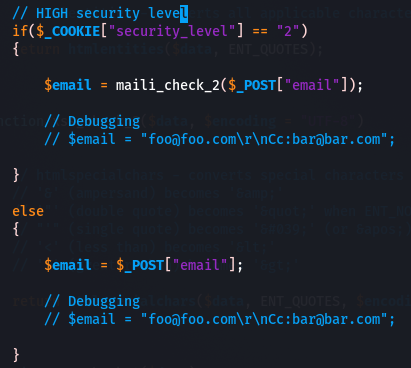 // HIGH security level
if($_COOKIE["security_level"] == "2")
{
$email = maili_check_2($_POST["email"]);
// Debugging
// $email = "foo@foo.com\r\nCc:bar@bar.com";
}
else
{
$email = $_POST["email"];
// Debugging
// $email = "foo@foo.com\r\nCc:bar@bar.com";
}